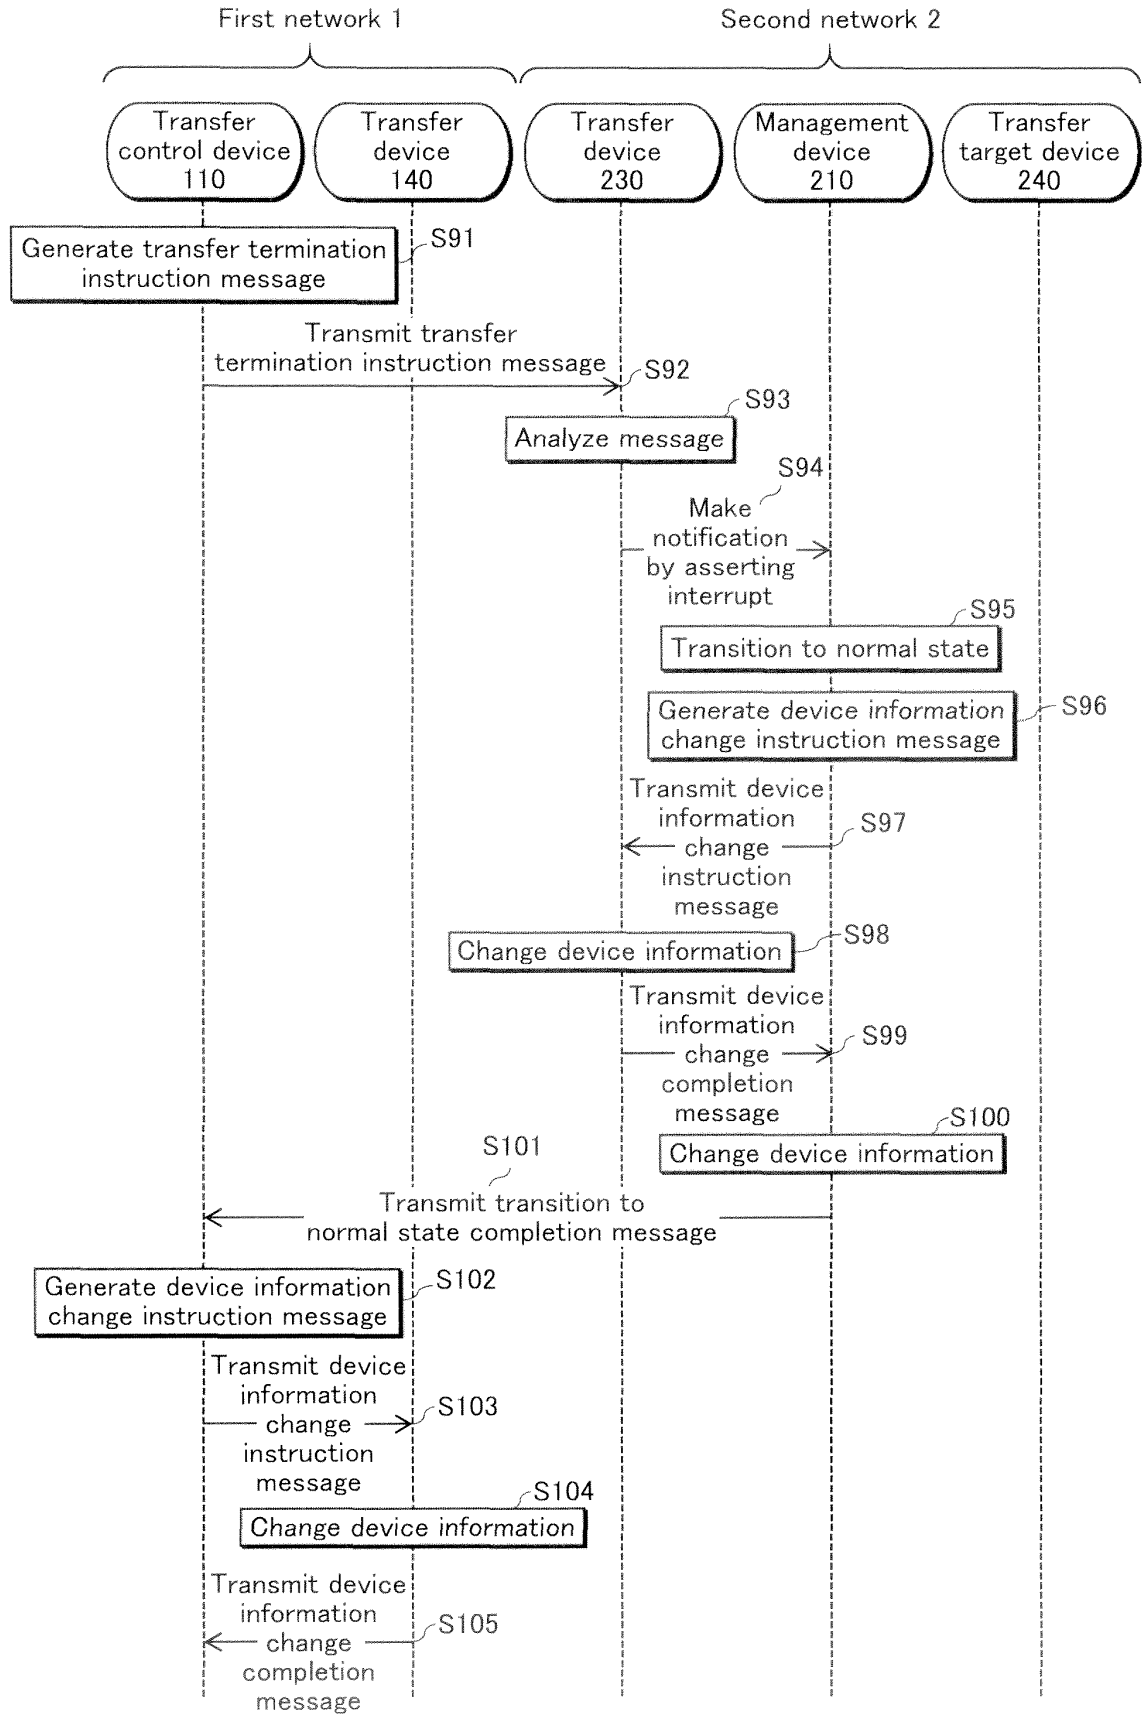 First network 1
Second network 2
Transfer
control device
110
Transfer
device
140
Transfer
device
230
Management
device
210
Transfer
target device
240
Generate transfer termination
instruction message
S91
Transmit transfer
termination instruction message
S92
S93
Analyze message
S94
Make
notification
by asserting
interrupt
S95
Transition to normal state
Generate device information
change instruction message
S96
Transmit device
information
change
instruction
message
S97
Change device information
S98
Transmit device
information
change
completion
message
S99
S100
Change device information
S101
Transmit transition to
normal state completion message
Generate device information
change instruction message
S102
Transmit device
information
change
instruction
message
S103
S104
Change device information
Transmit device
information
change
completion
message
S105